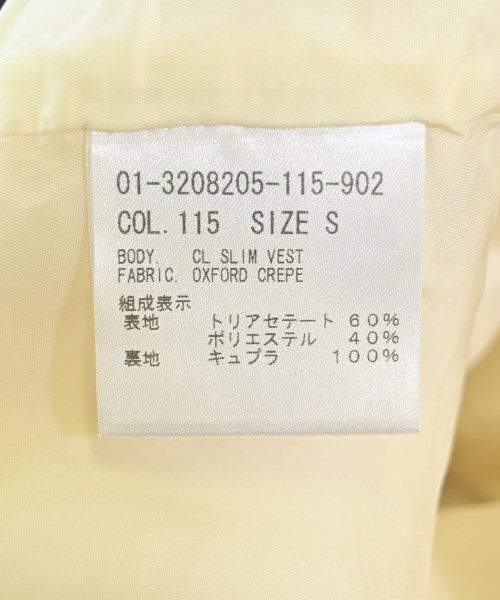 01-3208205-115-902
COL.115 SIZE S
BODY. CL SLIM VEST
FABRIC. OXFORD CREPE
組成表示
表地 トリアセテート 60%
ポリエステル 40%
裏地 キュプラ 100%